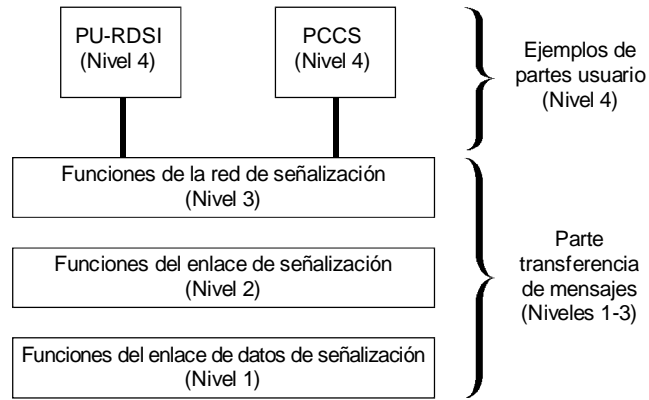 PU-RDSI
(Nivel 4)
PCCS
(Nivel 4)
Ejemplos de
partes usuario
(Nivel 4)
Funciones de la red de señalización
(Nivel 3)
Funciones del enlace de señalización
(Nivel 2)
Funciones del enlace de datos de señalización
(Nivel 1)
Parte
transferencia
de mensajes
(Niveles 1-3)